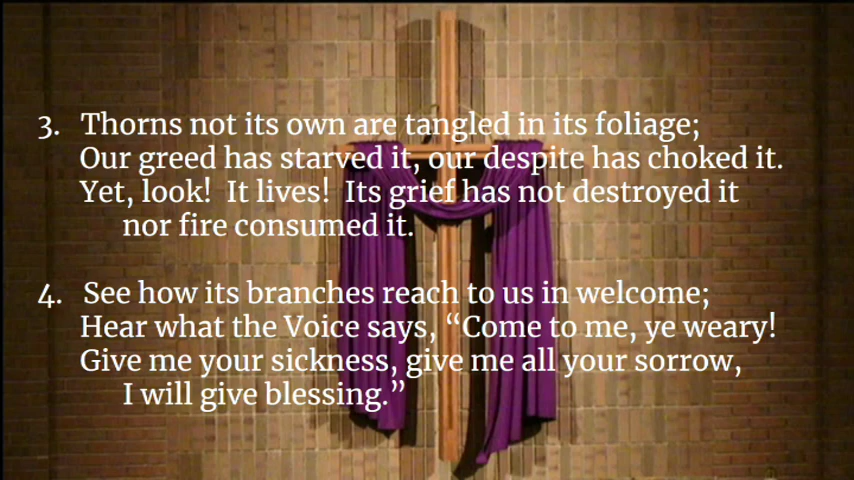 3. Thorns not its own are tangled in its foliage;
Our greed has starved it, our despite has choked it.
Yet, look! It lives! Its grief has not destroyed it
nor fire consumed it.
4. See how its branches reach to us in welcome;
Hear what the Voice says, “Come to me, ye weary!
Give me your sickness, give me all your sorrow,
I will give blessing.”